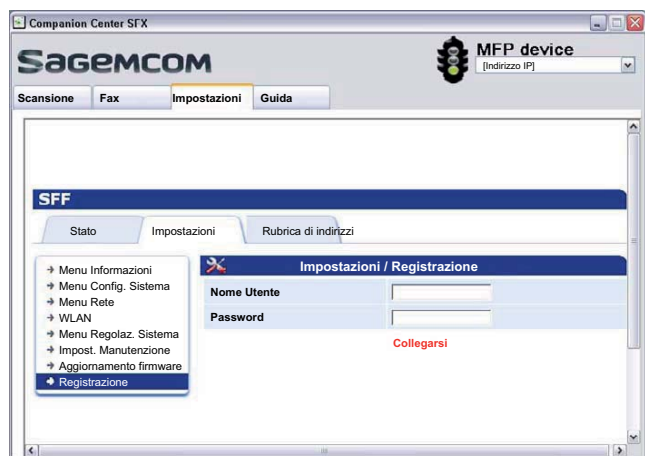 Companion Center SFX
Sagemcom
MFP device
[Indirizzo IP]
Scansione Fax Impostazioni Guida
SFF
Stato Impostazioni Rubrica di indirizzi
Menu Informazioni
Menu Config. Sistema
Menu Rete
WLAN
Menu Regolaz. Sistema
Impost. Manutenzione
Aggiornamento firmware
Registrazione
Impostazioni / Registrazione
Nome Utente
Password
Collegarsi